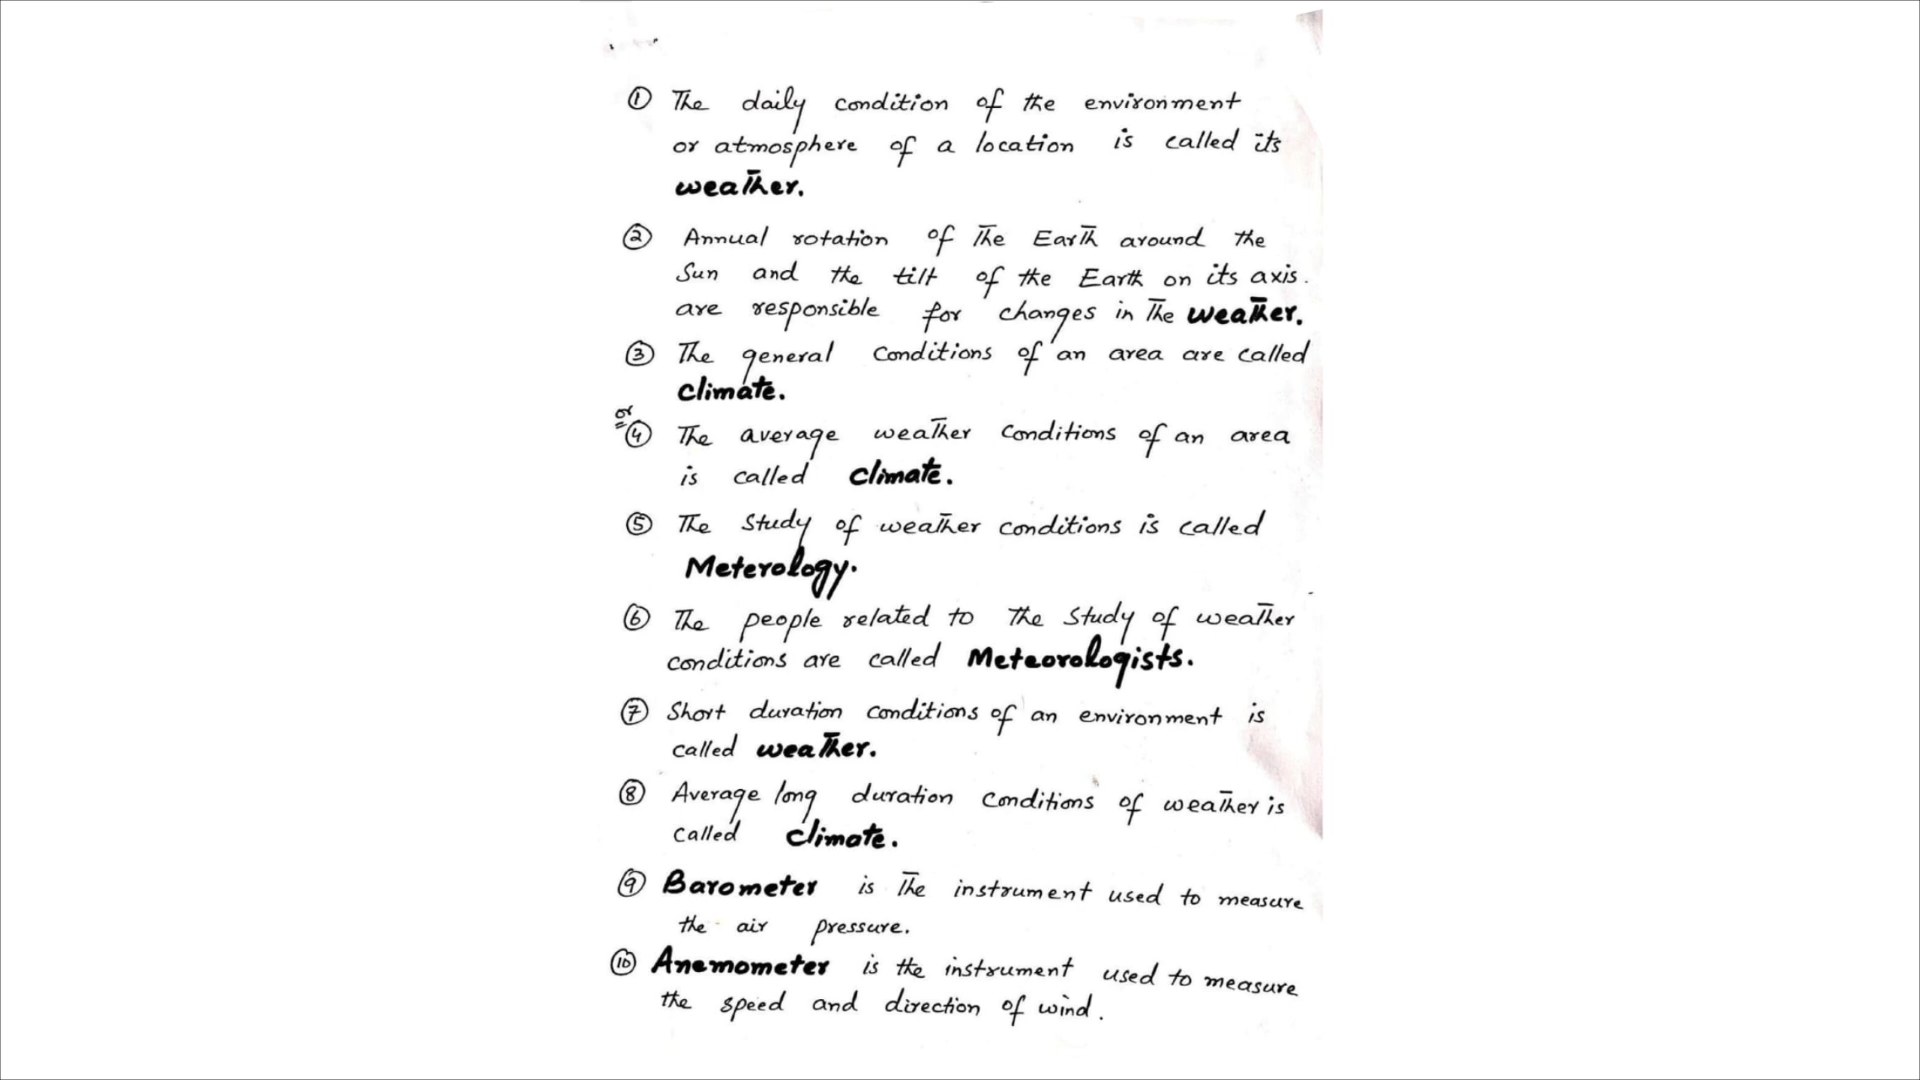 ① The daily condition of the environment
or atmosphere of a location is called its
weather.
② Annual rotation of The Earth around the
Sun and the tilt of the Earth on its axis.
are responsible for changes in The weather.
③ The general Conditions of an area are called
Climate.
or
④ The average weather Conditions of an area
is called Climate.
⑤ The Study of weather conditions is called
Meterology.
⑥ The people related to the Study of weather
conditions are called Meteorologists.
⑦ Short duration conditions of an environment is
called weather.
⑧ Average long duration Conditions of weather is
Called Climate.
⑨ Barometer is The instrument used to measure
the air pressure.
⑩ Anemometer is the instrument used to measure
the speed and direction of wind.